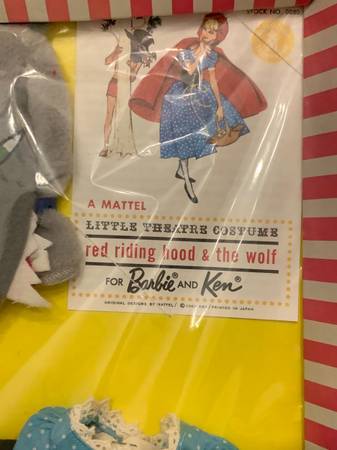 STOCK NO. 0880
A MATTEL
LITTLE THEATRE COSTUME
red riding hood & the wolf
FOR Barbie® AND Ken®
ORIGINAL DESIGNS BY MATTEL/ PRINTED IN JAPAN